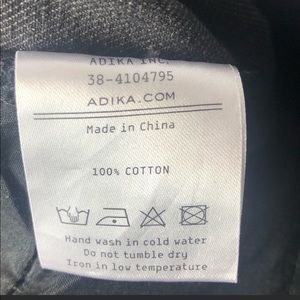 ADIKA INC.
38-4104795
ADIKA.COM
Made in China
100% COTTON
Hand wash in cold water
Do not tumble dry
Iron in low temperature